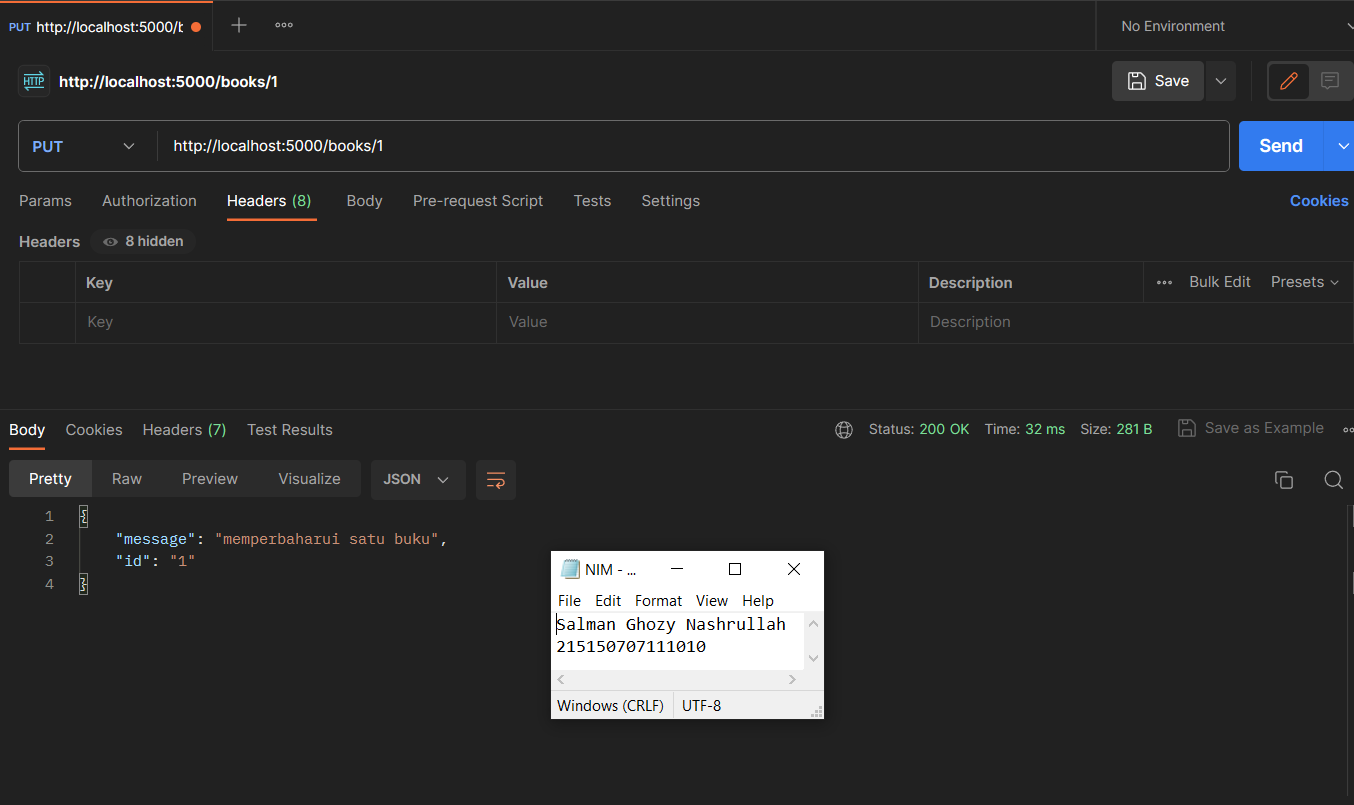 PUT http://localhost:5000/b
No Environment
HTTP http://localhost:5000/books/1
Save
PUT http://localhost:5000/books/1
Send
Params Authorization Headers (8) Body Pre-request Script Tests Settings Cookies
Headers 8 hidden
Key Value Description Bulk Edit Presets
Key Value Description
Body Cookies Headers (7) Test Results Status: 200 OK Time: 32 ms Size: 281 B Save as Example
Pretty Raw Preview Visualize JSON
1 {
2 "message": "memperbaharui satu buku",
3 "id": "1"
4 }
NIM - ...
File Edit Format View Help
Salman Ghozy Nashrullah
215150707111010
Windows (CRLF) UTF-8